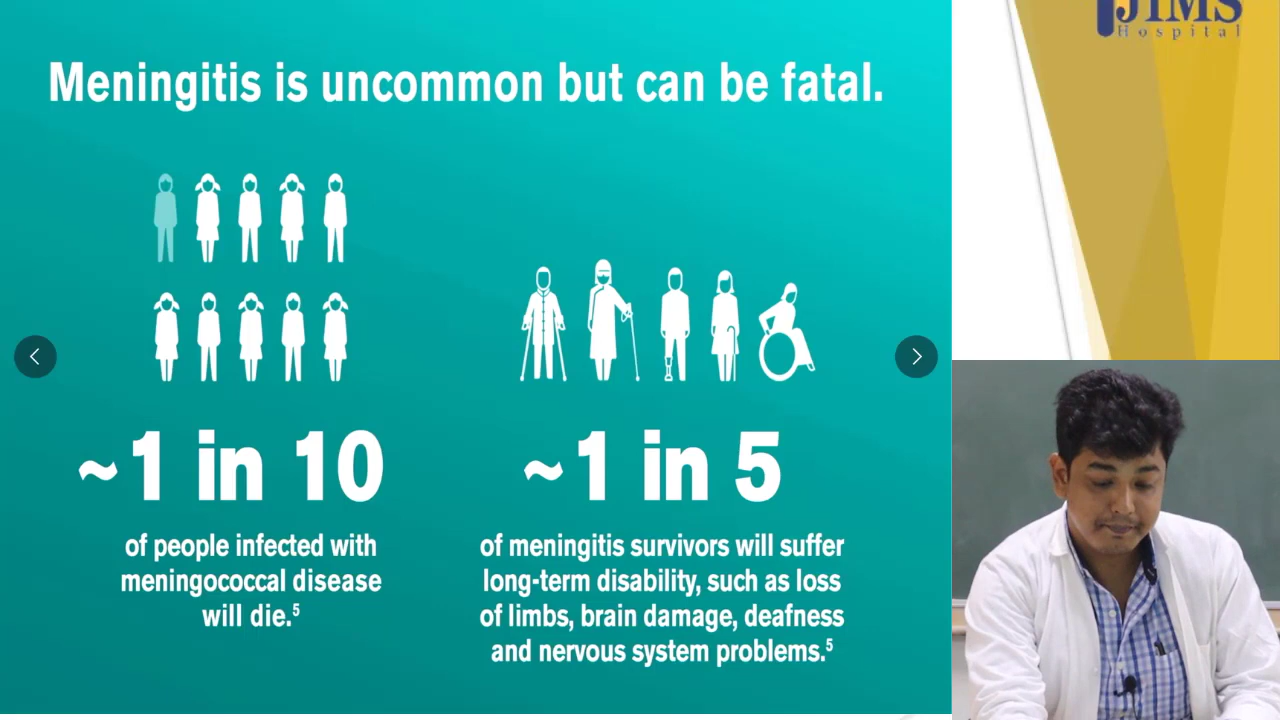 Meningitis is uncommon but can be fatal.
~1 in 10
of people infected with
meningococcal disease
will die.5
~1 in 5
of meningitis survivors will suffer
long-term disability, such as loss
of limbs, brain damage, deafness
and nervous system problems.5
JIMS
Hospital